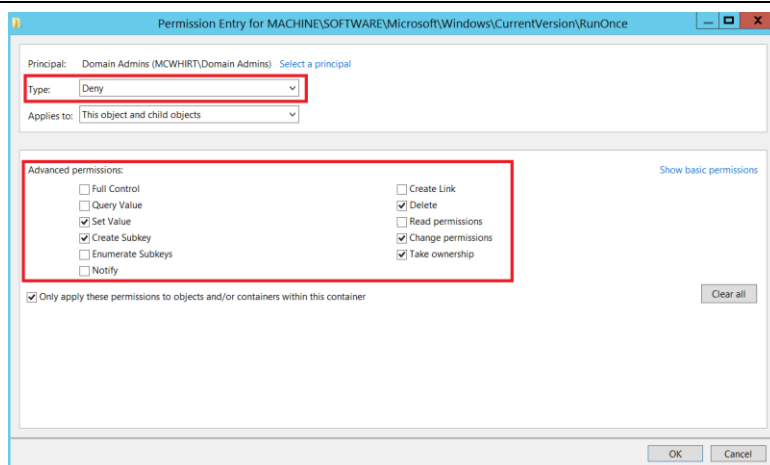 Permission Entry for MACHINE\SOFTWARE\Microsoft\Windows\CurrentVersion\RunOnce
Principal: Domain Admins (MCWHIRT\Domain Admins) Select a principal
Type: Deny
Applies to: This object and child objects
Advanced permissions: Show basic permissions
Full Control Create Link
Query Value Delete
Set Value Read permissions
Create Subkey Change permissions
Enumerate Subkeys Take ownership
Notify
Only apply these permissions to objects and/or containers within this container Clear all
OK Cancel